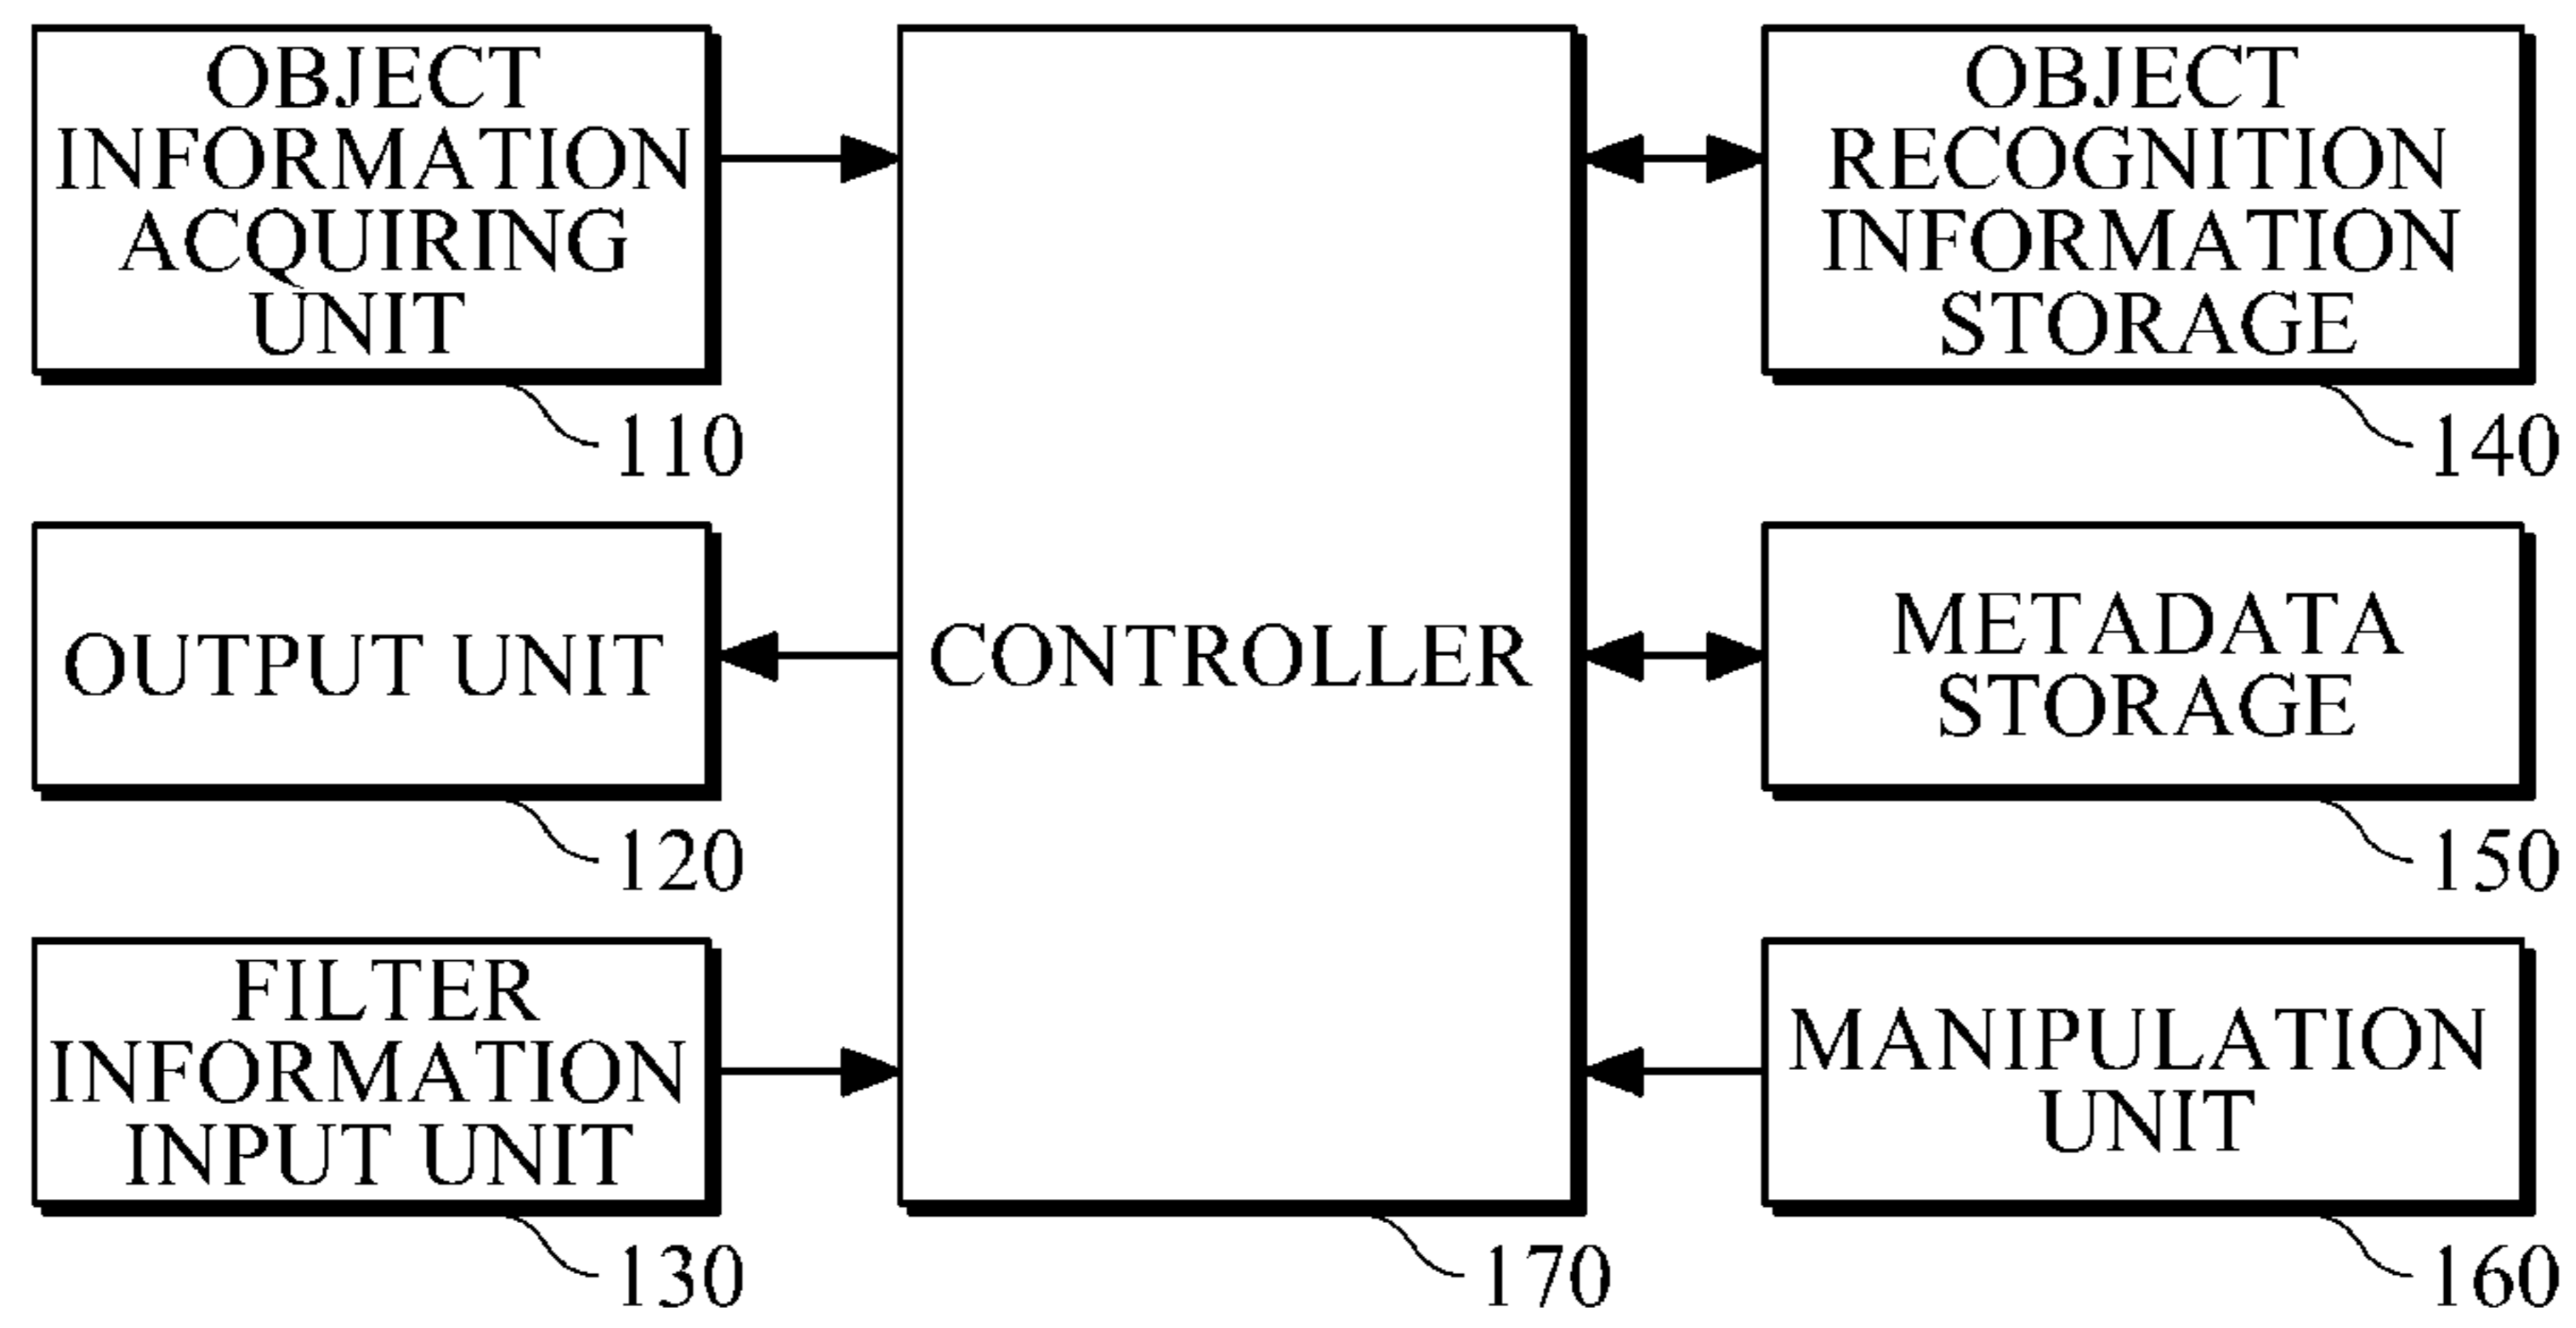 OBJECT
INFORMATION
ACQUIRING
UNIT
110
OUTPUT UNIT
120
FILTER
INFORMATION
INPUT UNIT
130
CONTROLLER
170
OBJECT
RECOGNITION
INFORMATION
STORAGE
140
METADATA
STORAGE
150
MANIPULATION
UNIT
160